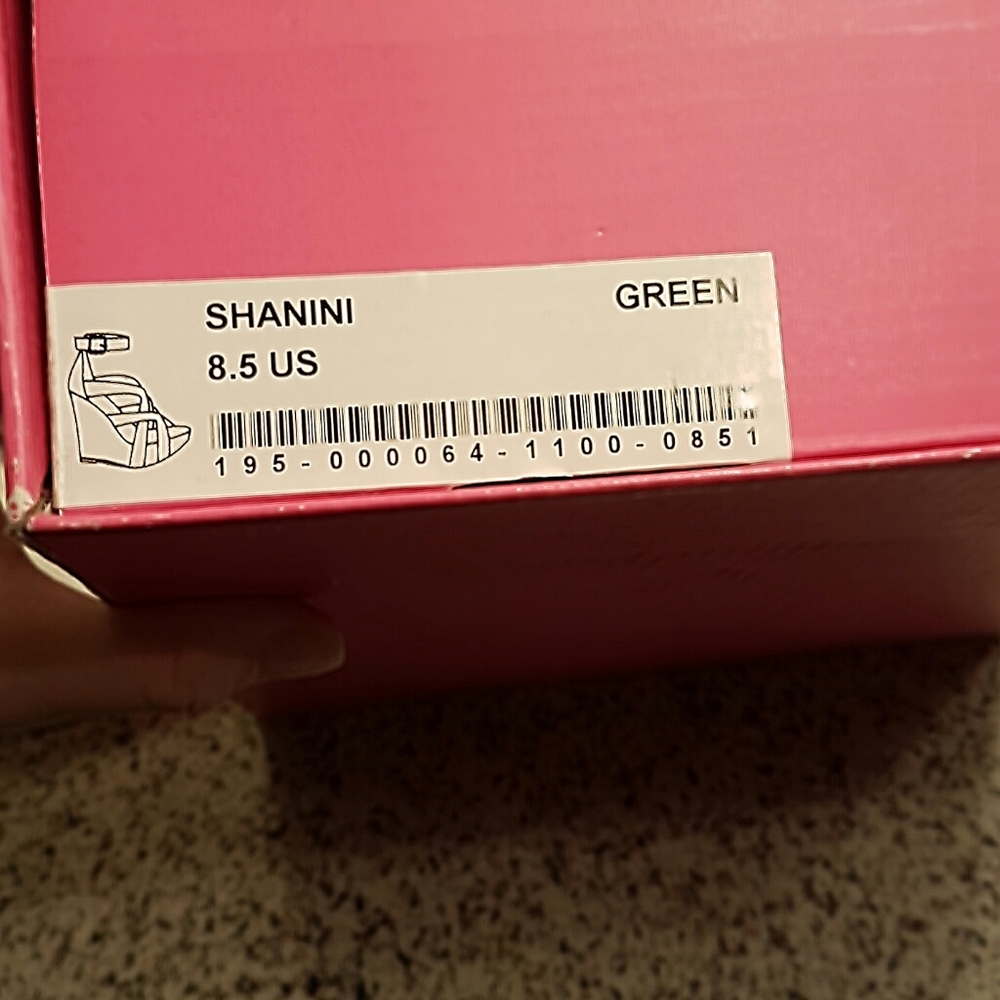 SHANINI GREEN
8.5 US
195-000064-1100-0851